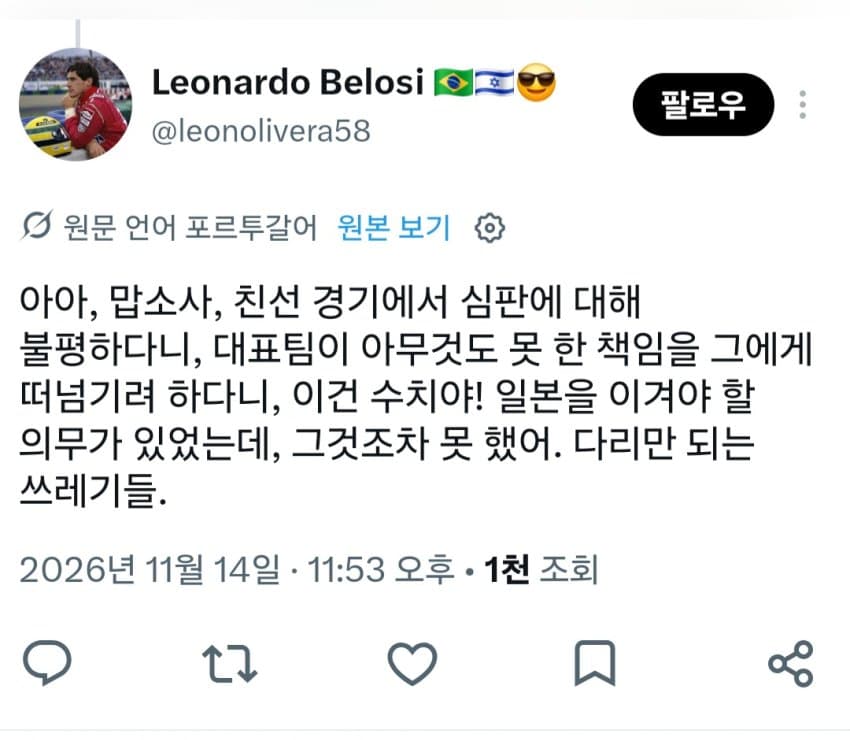 Leonardo Belosi 🇧🇷🇮🇱😎
@leonolivera58
팔로우
원문 언어 포르투갈어 원본 보기
아아, 맙소사, 친선 경기에서 심판에 대해
불평하다니, 대표팀이 아무것도 못 한 책임을 그에게
떠넘기려 하다니, 이건 수치야! 일본을 이겨야 할
의무가 있었는데, 그것조차 못 했어. 다리만 되는
쓰레기들.
2026년 11월 14일 · 11:53 오후 • 1천 조회